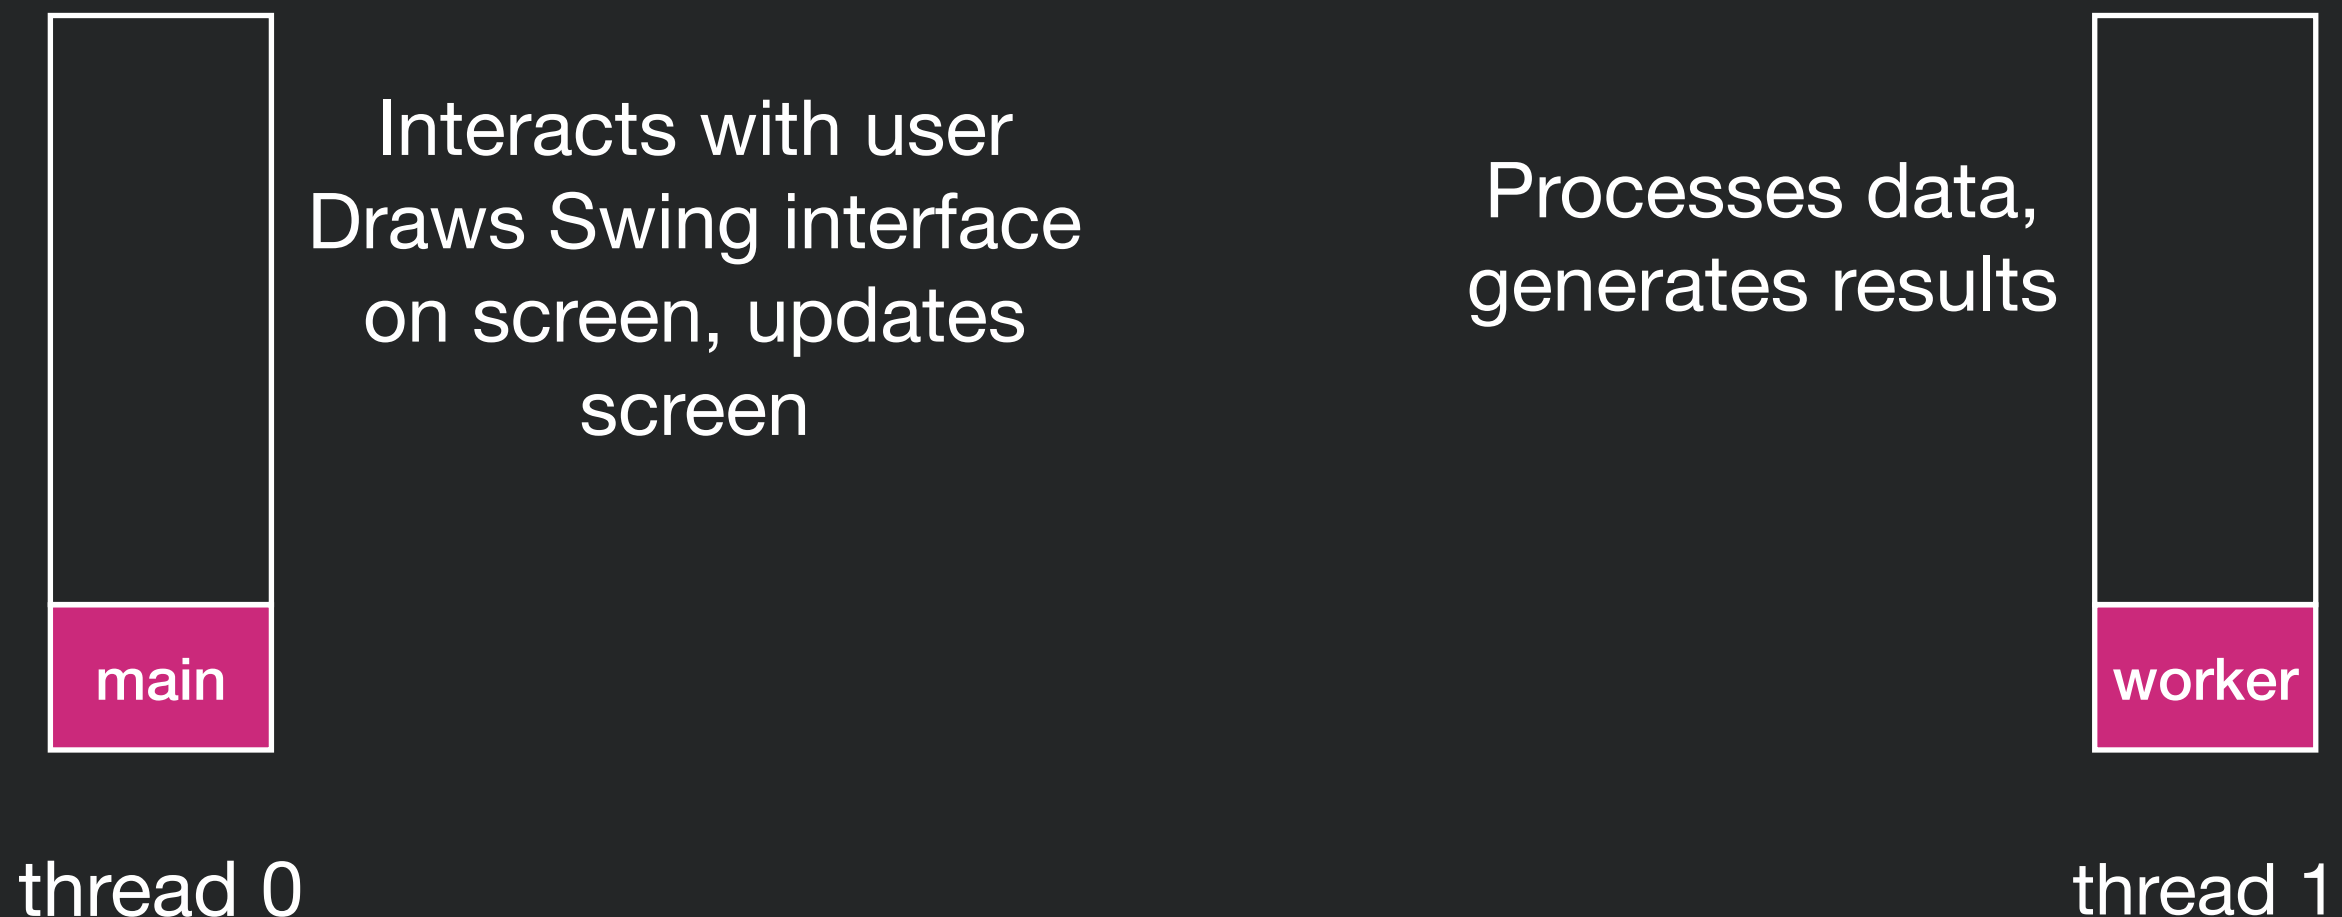 Interacts with user
Draws Swing interface
on screen, updates
screen
Processes data,
generates results
main
worker
thread 0
thread 1